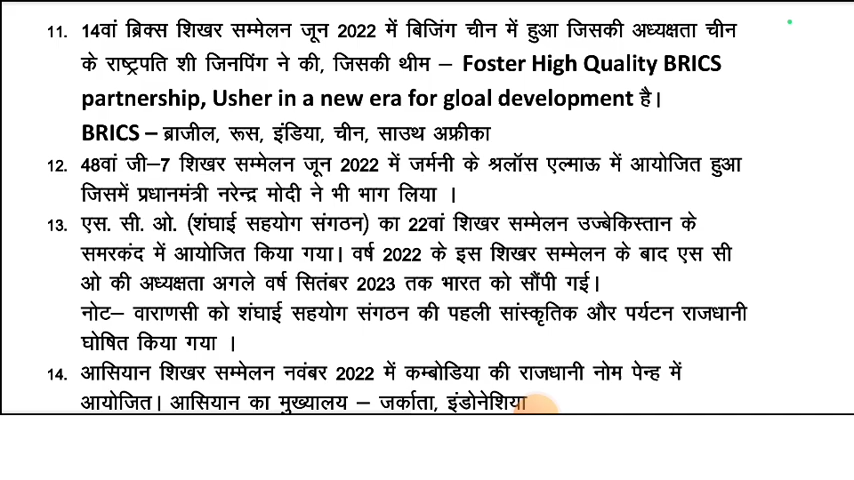 11. 14वां ब्रिक्स शिखर सम्मेलन जून 2022 में बिजिंग चीन में हुआ जिसकी अध्यक्षता चीन
के राष्ट्रपति शी जिनपिंग ने की, जिसकी थीम – Foster High Quality BRICS
partnership, Usher in a new era for gloal development है।
BRICS – ब्राजील, रूस, इंडिया, चीन, साउथ अफ्रीका
12. 48वां जी–7 शिखर सम्मेलन जून 2022 में जर्मनी के श्रलॉस एल्माऊ में आयोजित हुआ
जिसमें प्रधानमंत्री नरेन्द्र मोदी ने भी भाग लिया ।
13. एस. सी. ओ. (शंघाई सहयोग संगठन) का 22वां शिखर सम्मेलन उज्बेकिस्तान के
समरकंद में आयोजित किया गया। वर्ष 2022 के इस शिखर सम्मेलन के बाद एस सी
ओ की अध्यक्षता अगले वर्ष सितंबर 2023 तक भारत को सौंपी गई।
नोट– वाराणसी को शंघाई सहयोग संगठन की पहली सांस्कृतिक और पर्यटन राजधानी
घोषित किया गया ।
14. आसियान शिखर सम्मेलन नवंबर 2022 में कम्बोडिया की राजधानी नोम पेन्ह में
आयोजित। आसियान का मुख्यालय – जर्काता, इंडोनेशिया